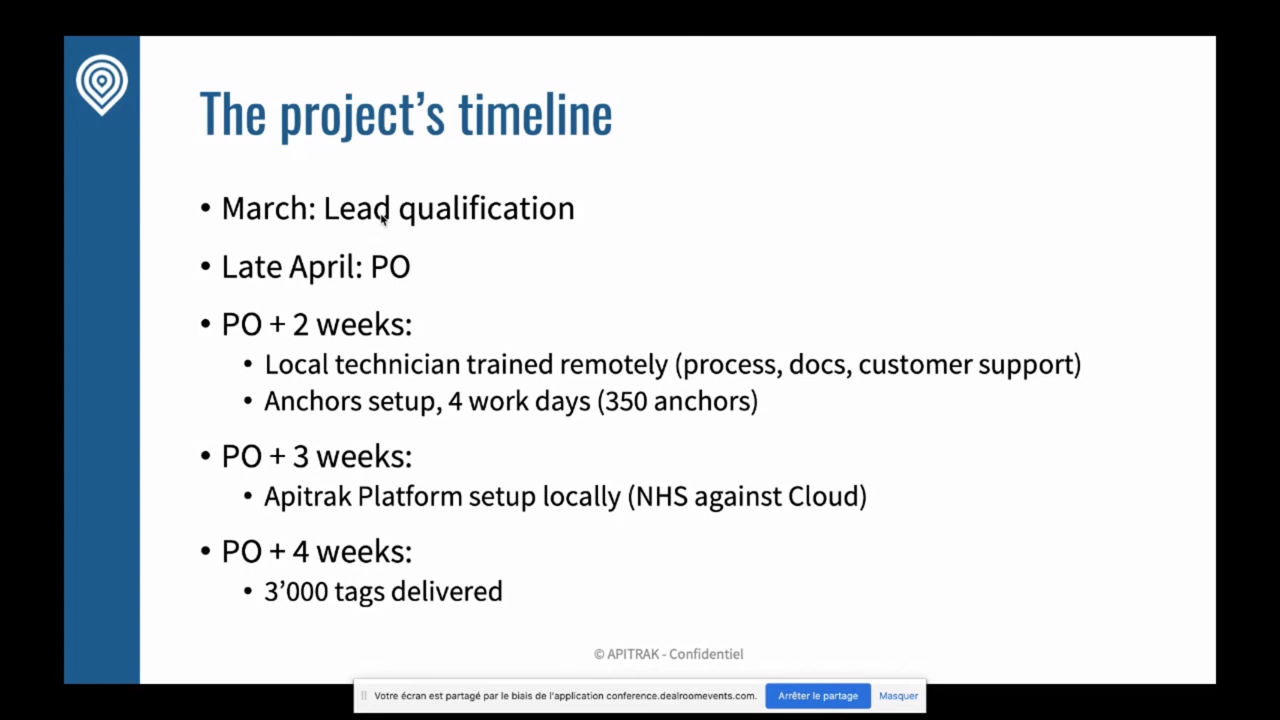 The project’s timeline
• March: Lead qualification
• Late April: PO
• PO + 2 weeks:
• Local technician trained remotely (process, docs, customer support)
• Anchors setup, 4 work days (350 anchors)
• PO + 3 weeks:
• Apitrak Platform setup locally (NHS against Cloud)
• PO + 4 weeks:
• 3’000 tags delivered
© APITRAK - Confidentiel
Votre écran est partagé par le biais de l'application conference.dealroomevents.com. Arrêter le partage Masquer